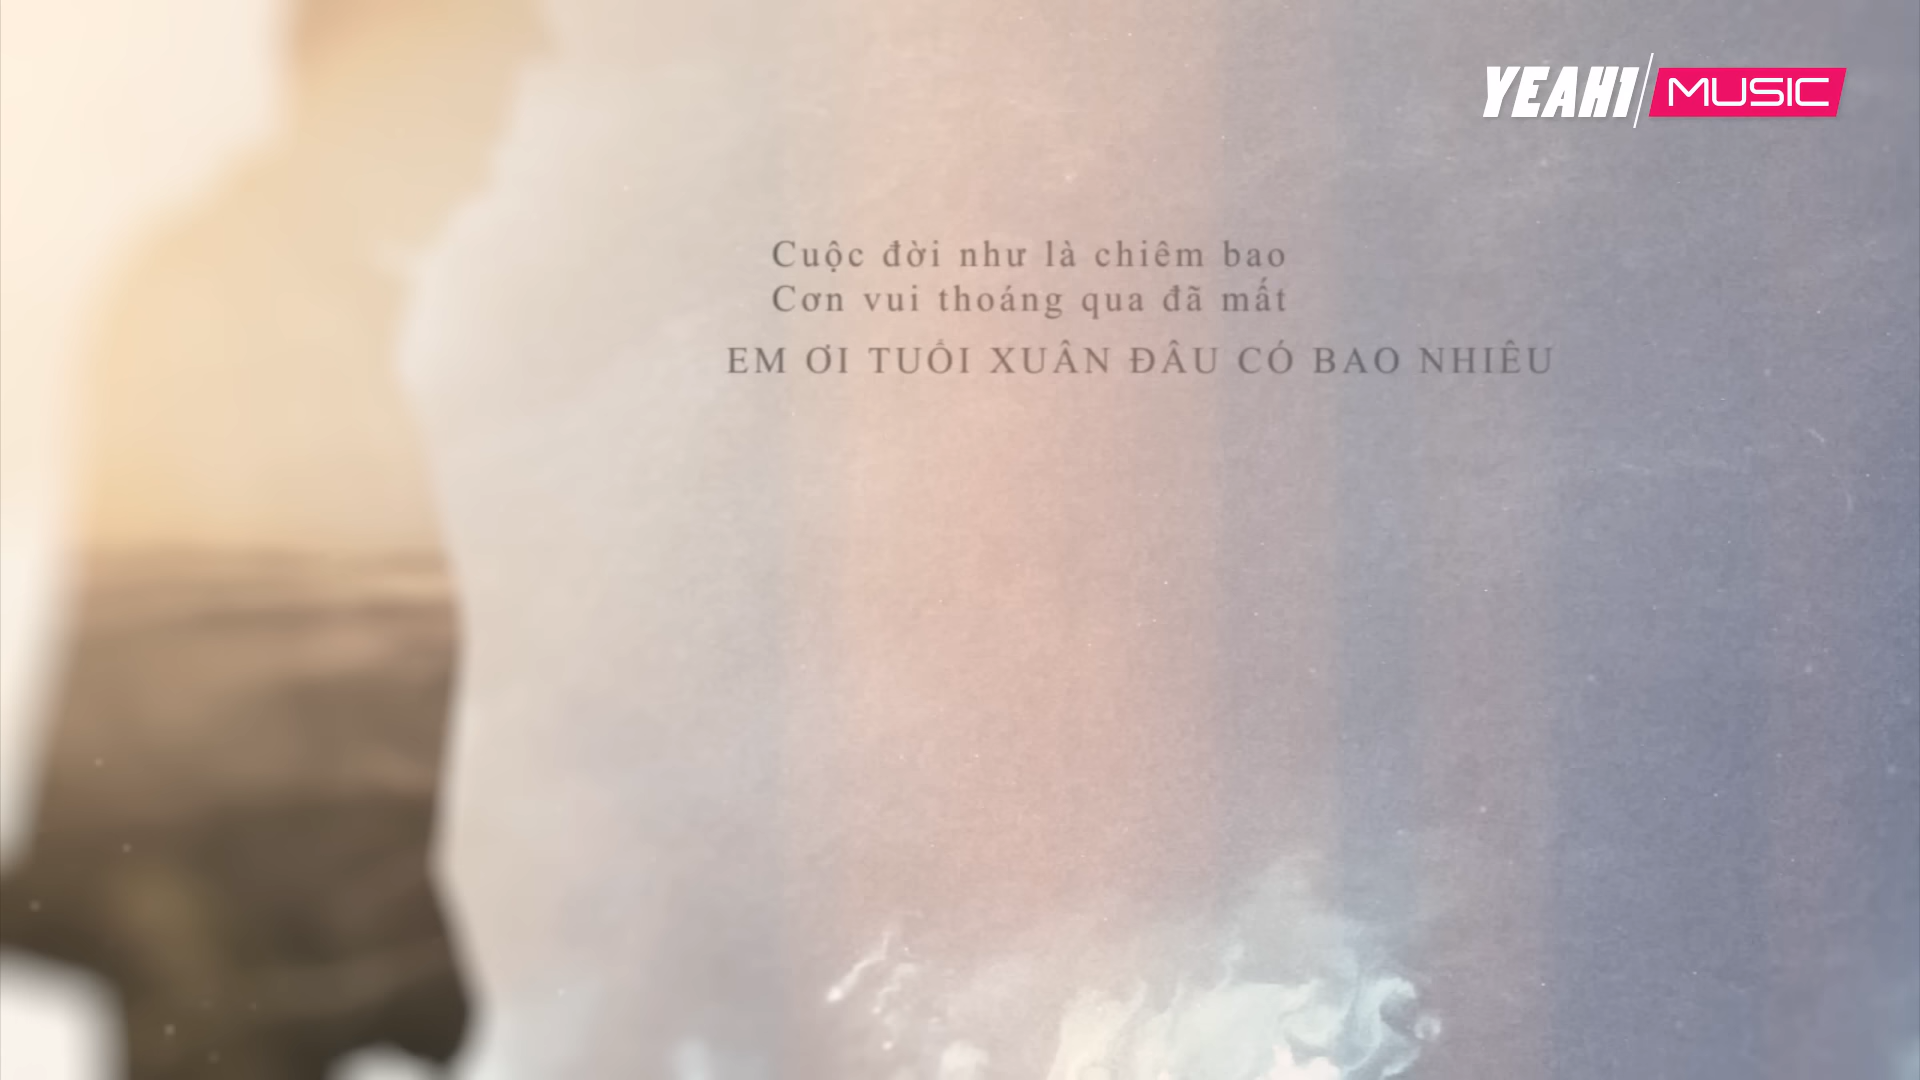 YEAH1 MUSIC
Cuộc đời như là chiêm bao
Cơn vui thoáng qua đã mất
EM ƠI TUỔI XUÂN ĐÂU CÓ BAO NHIÊU